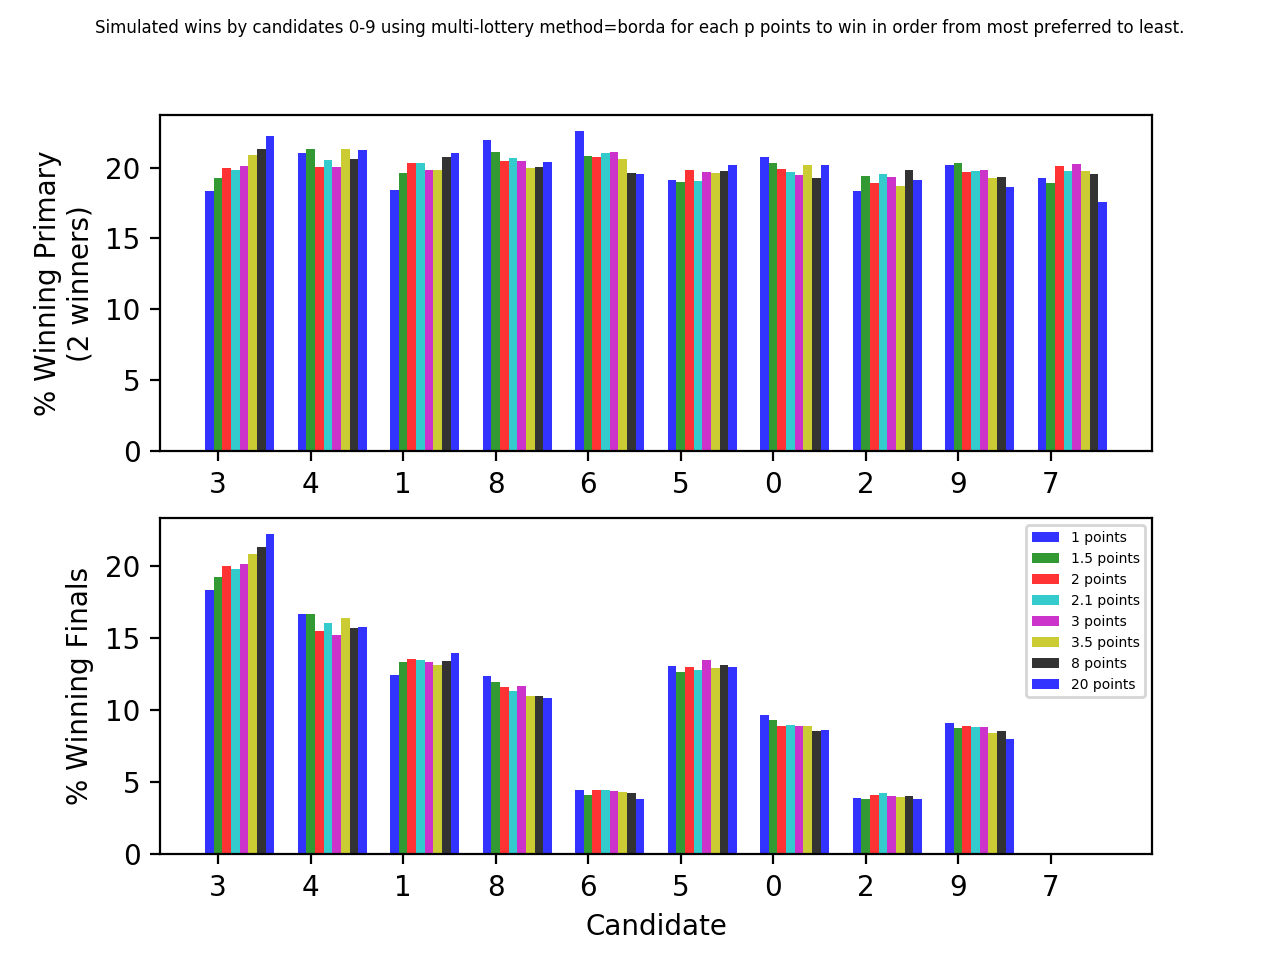 Simulated wins by candidates 0-9 using multi-lottery method=borda for each p points to win in order from most preferred to least.
% Winning Primary
(2 winners)
20
15
10
5
0
3 4 1 8 6 5 0 2 9 7
% Winning Finals
20
15
10
5
0
1 points
1.5 points
2 points
2.1 points
3 points
3.5 points
8 points
20 points
3 4 1 8 6 5 0 2 9 7
Candidate